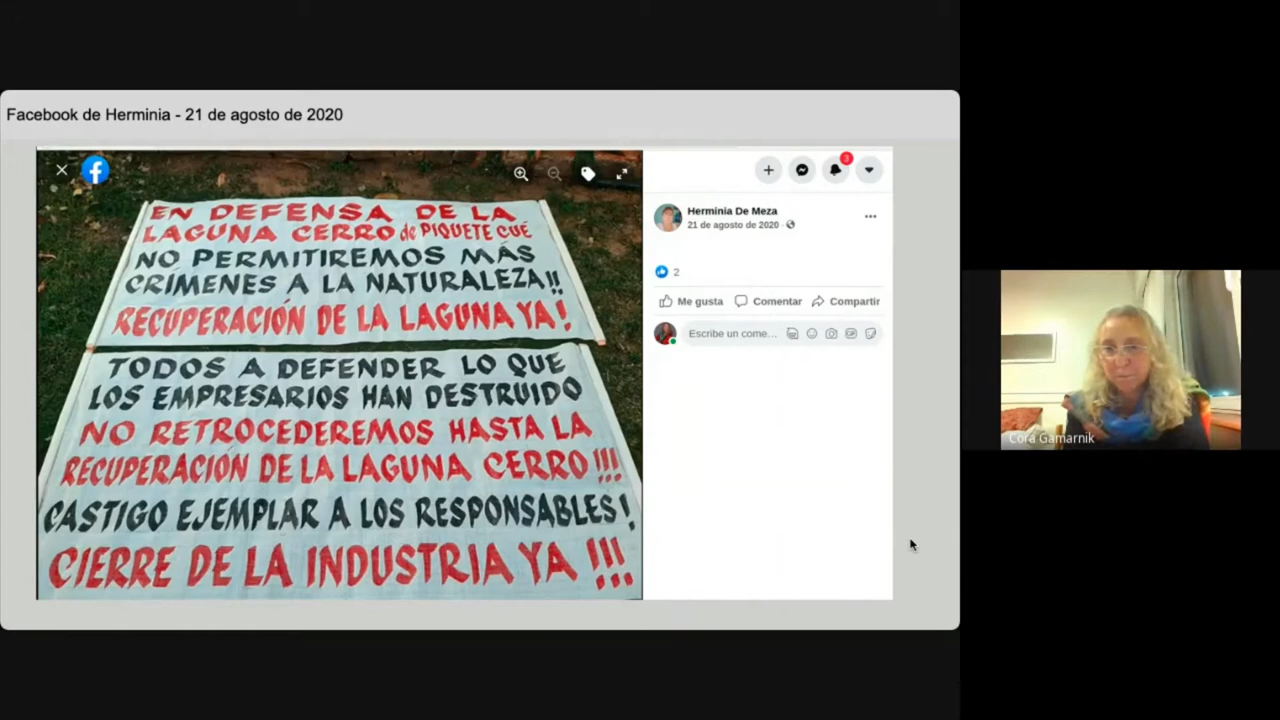 Facebook de Herminia - 21 de agosto de 2020
EN DEFENSA DE LA
LAGUNA CERRO de PIQUETE CUÉ
NO PERMITIREMOS MÁS
CRÍMENES A LA NATURALEZA!!
RECUPERACIÓN DE LA LAGUNA YA!
TODOS A DEFENDER LO QUE
LOS EMPRESARIOS HAN DESTRUIDO
NO RETROCEDEREMOS HASTA LA
RECUPERACIÓN DE LA LAGUNA CERRO!!!
CASTIGO EJEMPLAR A LOS RESPONSABLES!
CIERRE DE LA INDUSTRIA YA!!!
3
Herminia De Meza
21 de agosto de 2020
2
Me gusta Comentar Compartir
Escribe un come...
Cora Gamarnik